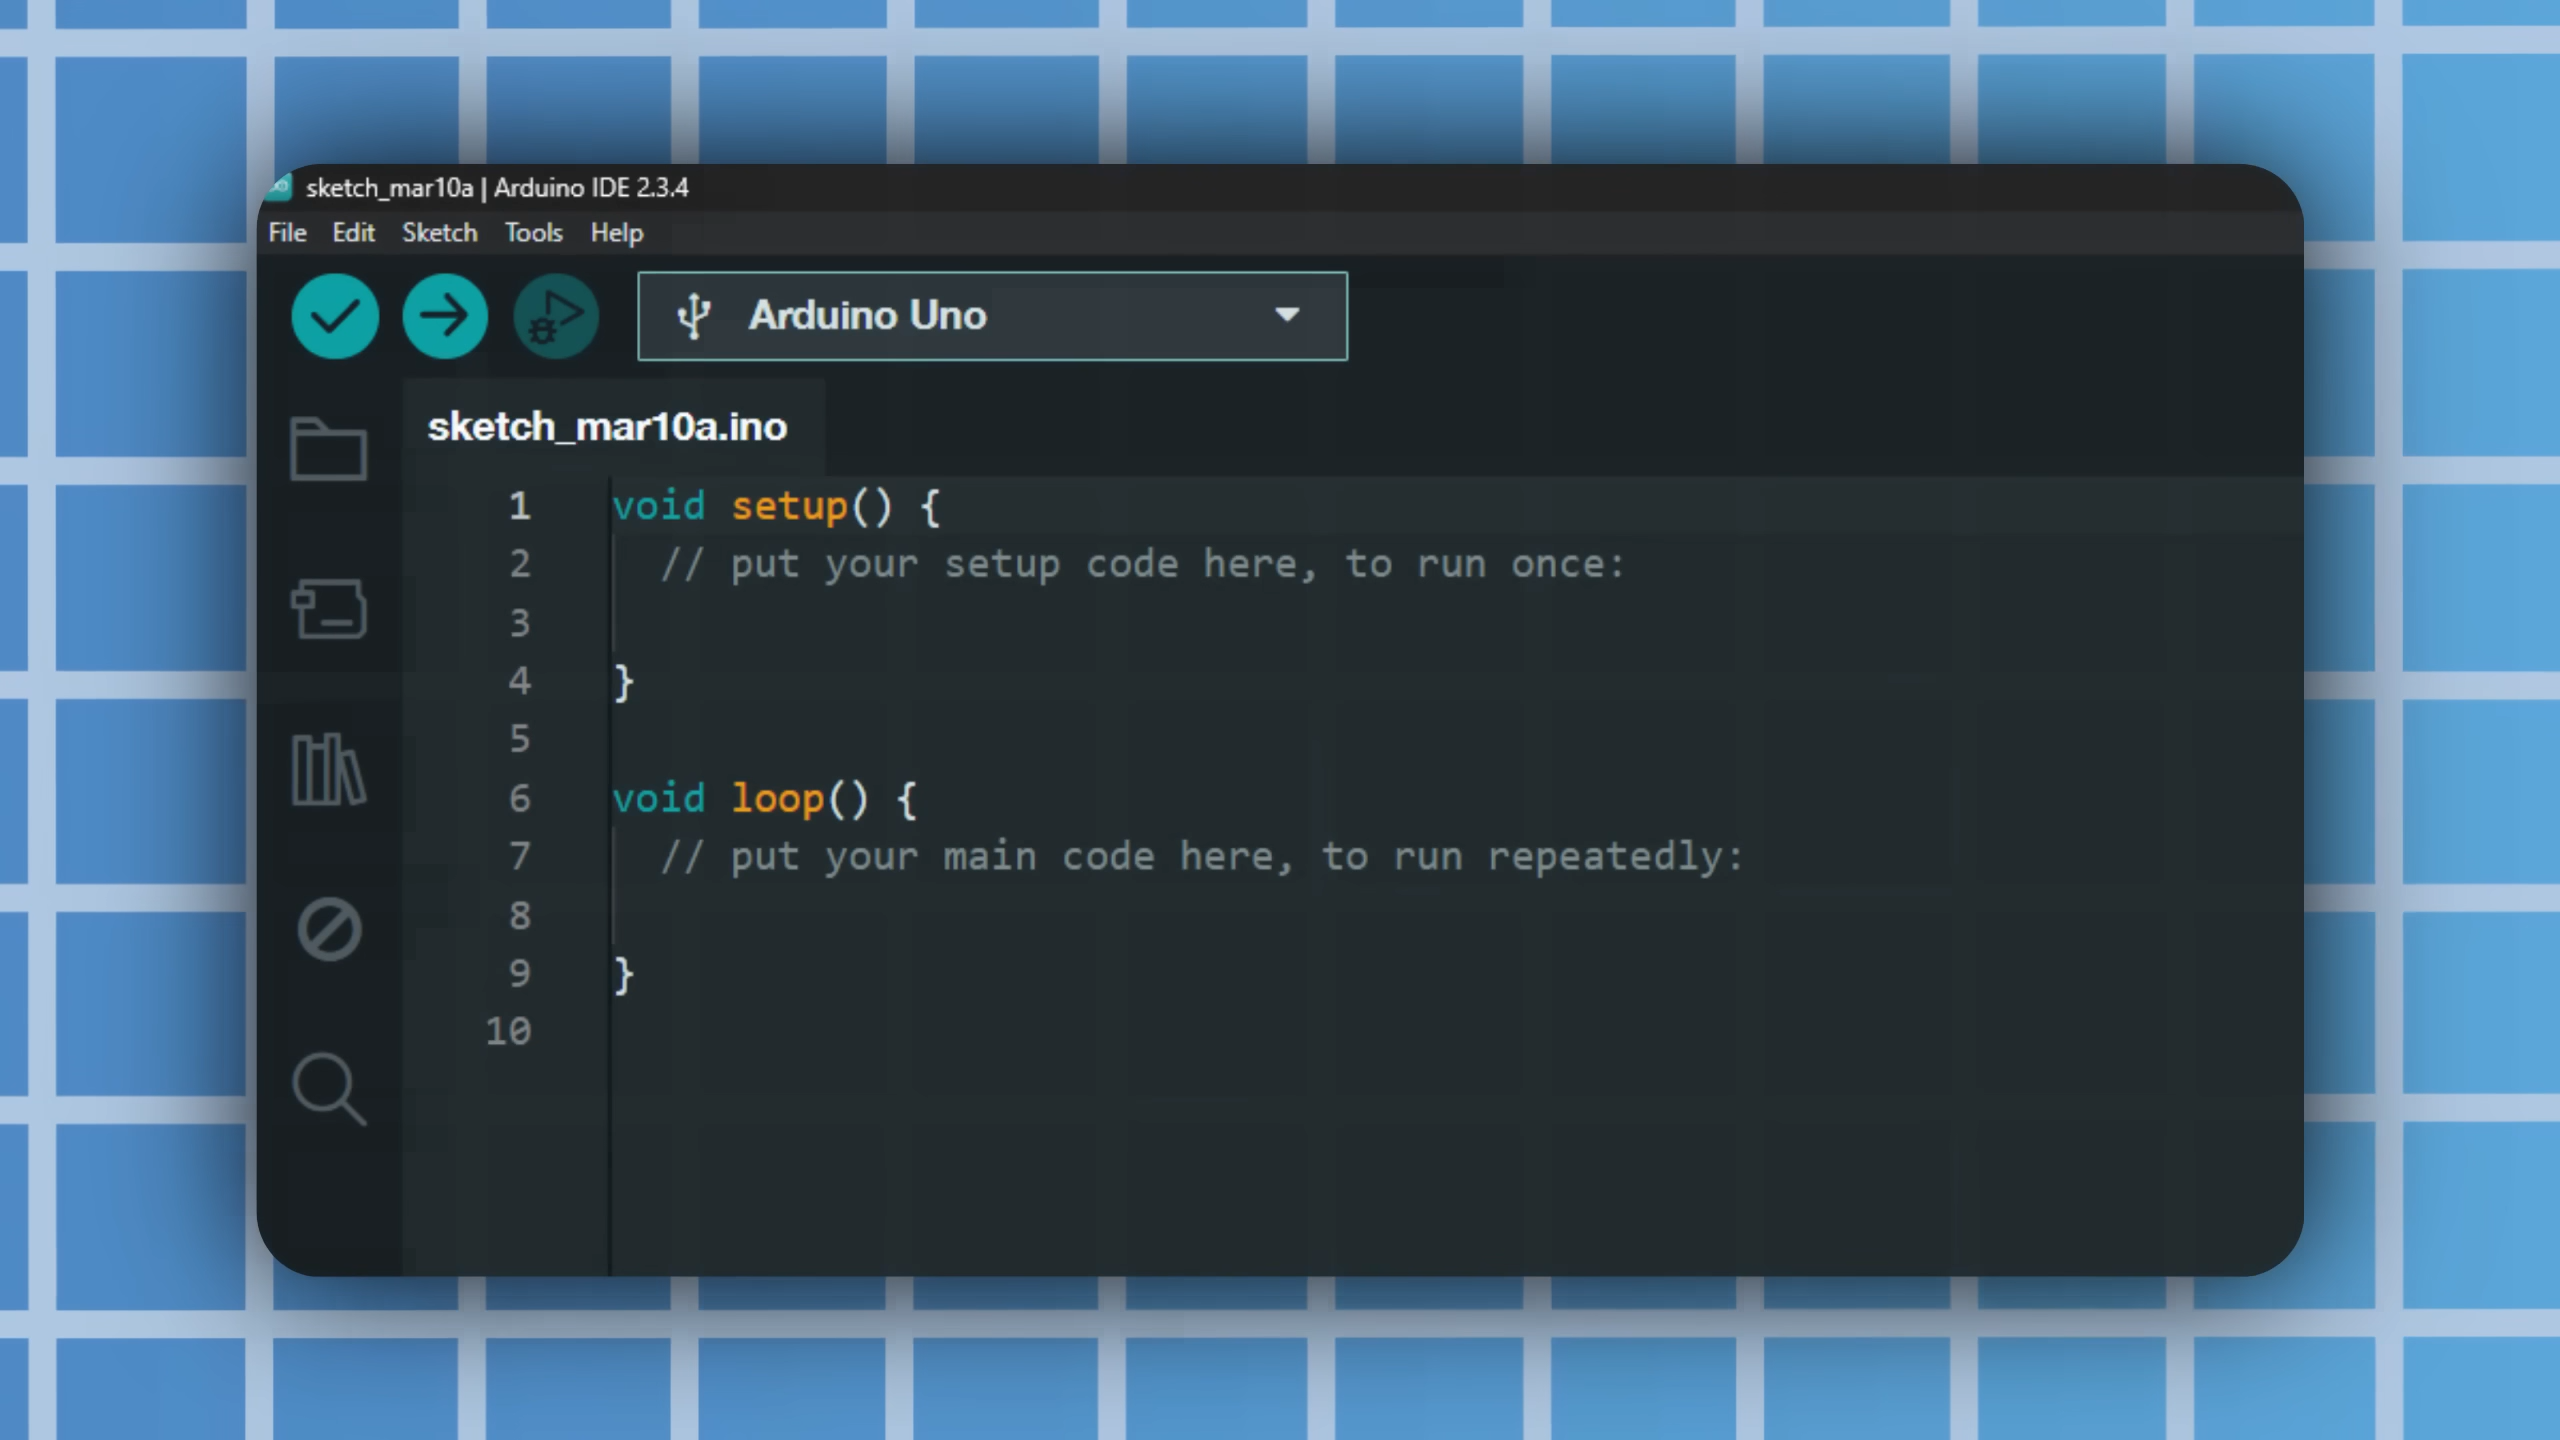 sketch_mar10a | Arduino IDE 2.3.4
File Edit Sketch Tools Help
Arduino Uno
sketch_mar10a.ino
1 void setup() {
2 // put your setup code here, to run once:
3
4 }
5
6 void loop() {
7 // put your main code here, to run repeatedly:
8
9 }
10